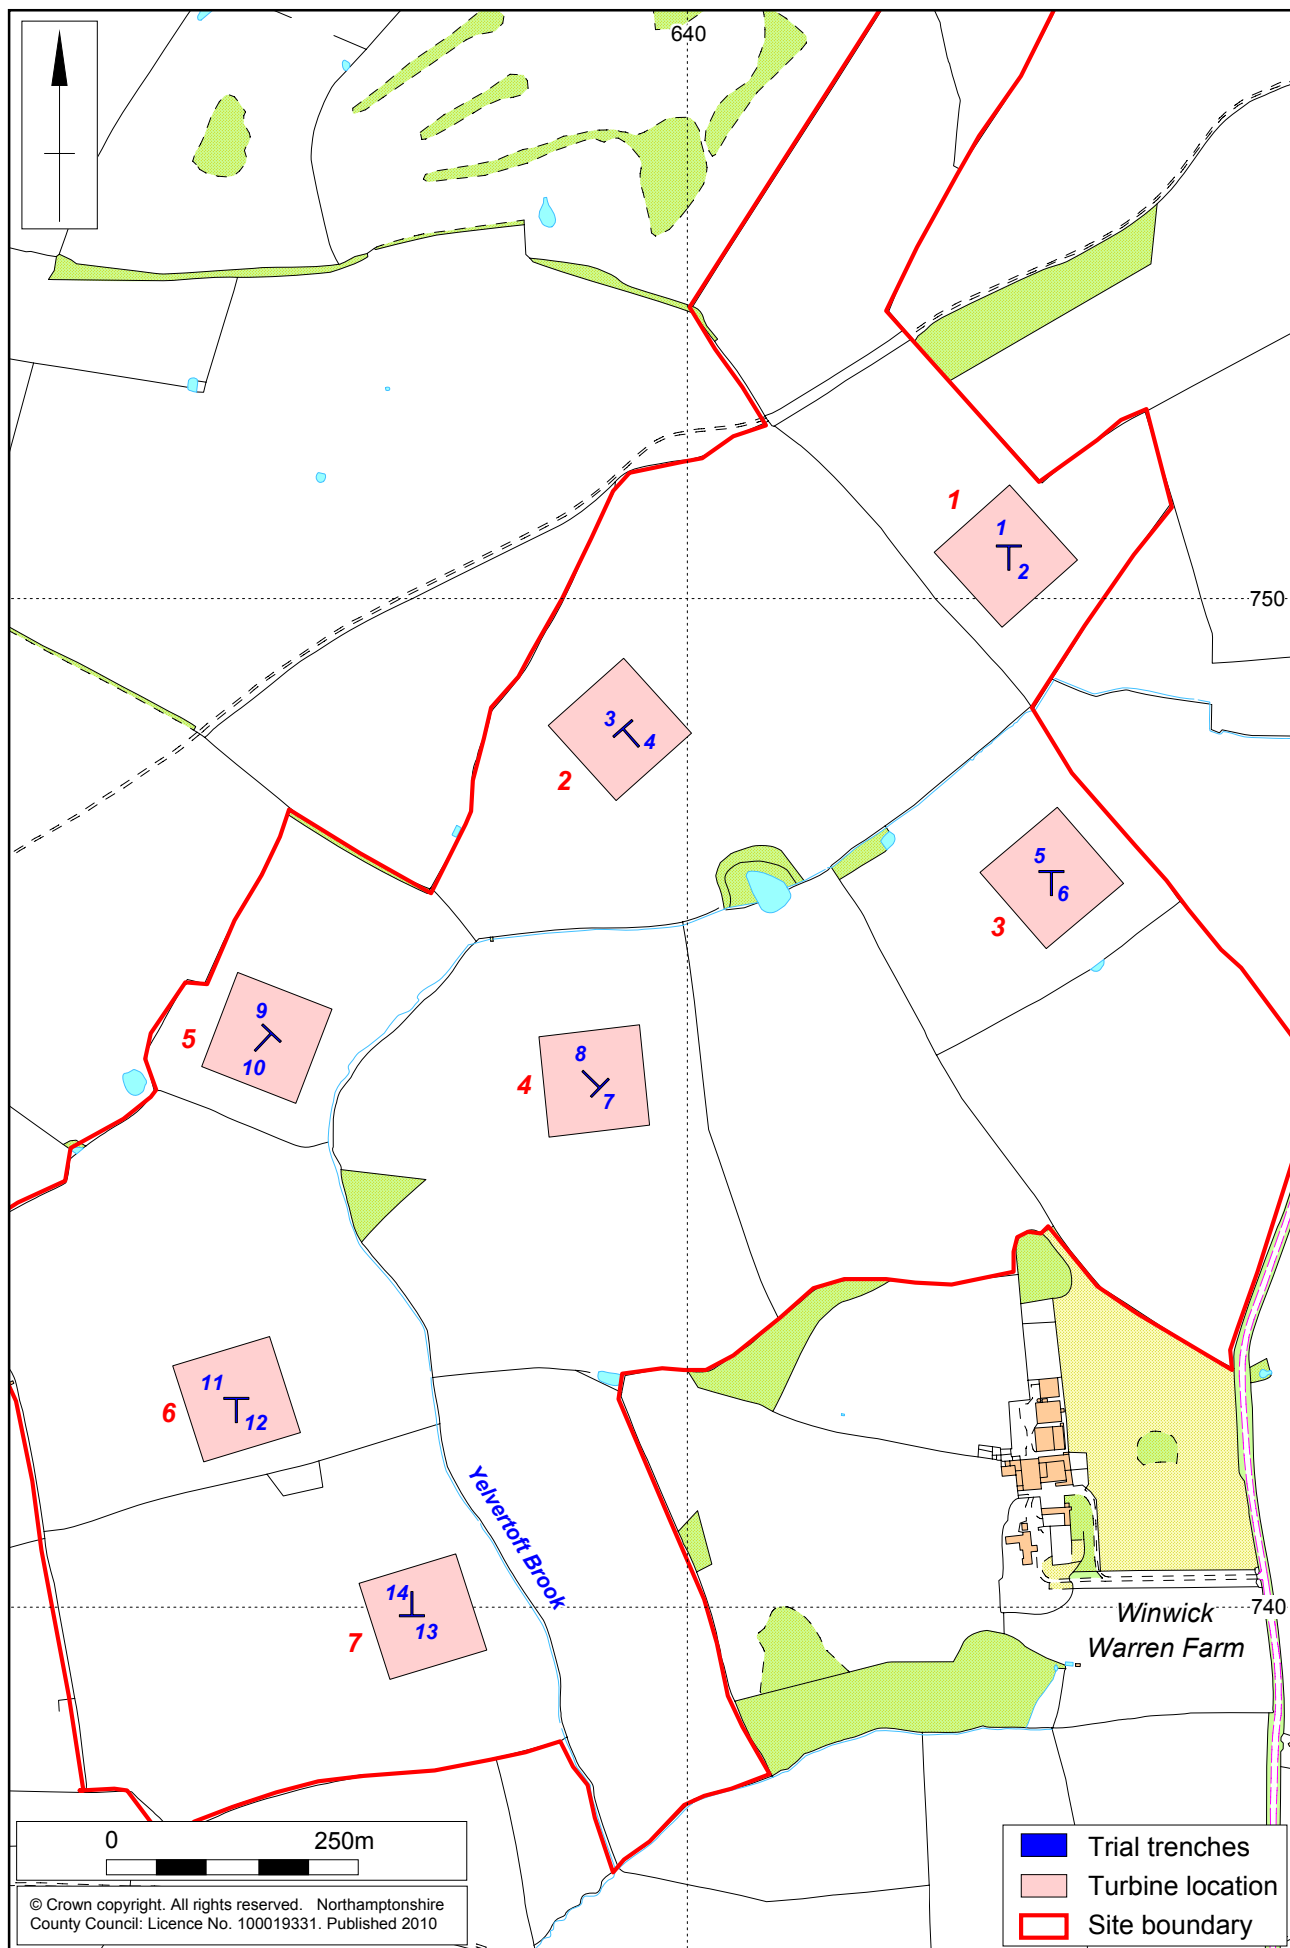 640
1
1
2
750
3
4
2
5
6
3
9
5
10
8
4
7
11
6
12
Yelvertoft Brook
14
13
7
740
Winwick
Warren Farm
0 250m
© Crown copyright. All rights reserved. Northamptonshire
County Council: Licence No. 100019331. Published 2010
Trial trenches
Turbine location
Site boundary